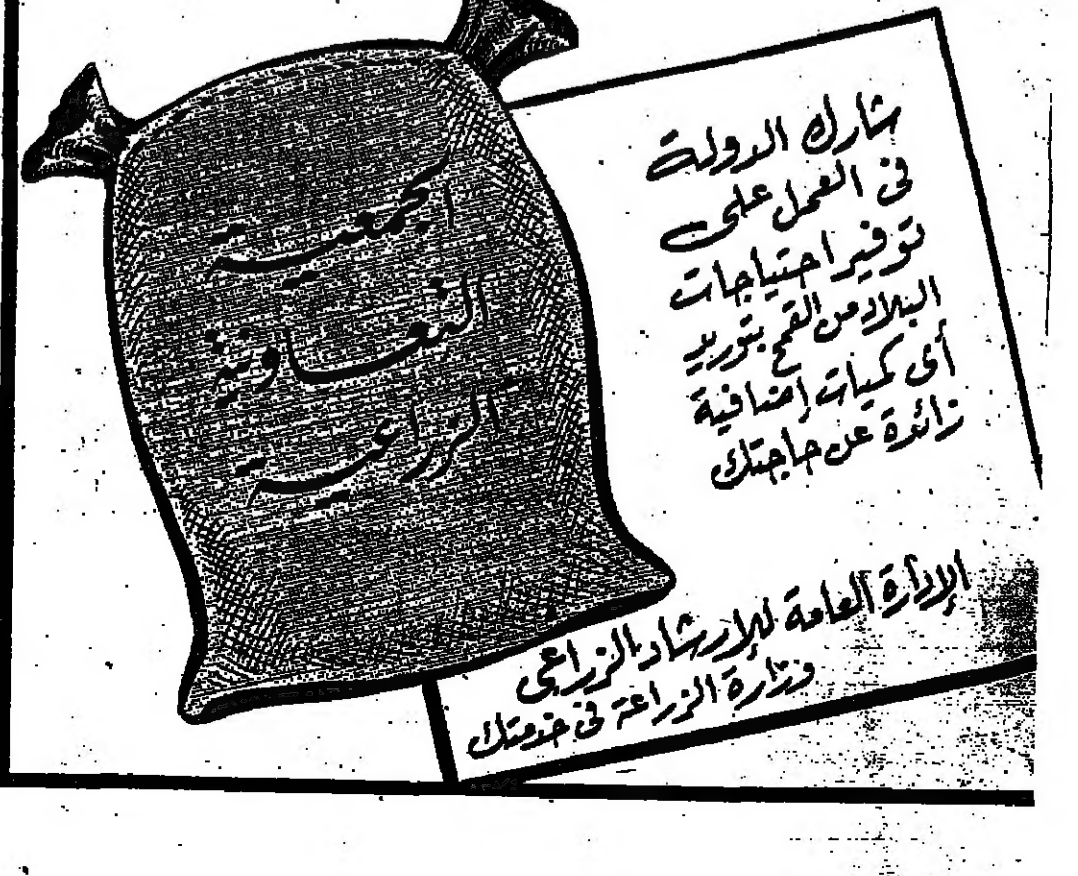 شارك الدولة
فى العمل على
توفير احتياجات
البلاد من القمح بتوريد
أى كميات إضافية
زائدة عن حاجتك
الجمعية
التعاونية
الزراعية
الإدارة العامة للإرشاد الزراعى
وزارة الزراعة فى خدمتك